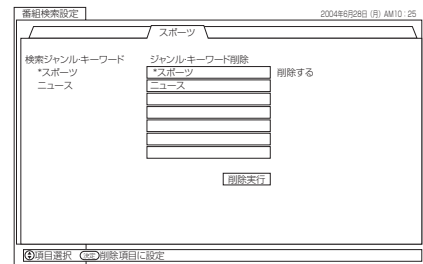 番組検索設定 2004年6月28日 (月) AM10:25
スポーツ
検索ジャンル・キーワード ジャンル・キーワード削除
*スポーツ *スポーツ 削除する
ニュース ニュース
削除実行
項目選択 決定 削除項目に設定